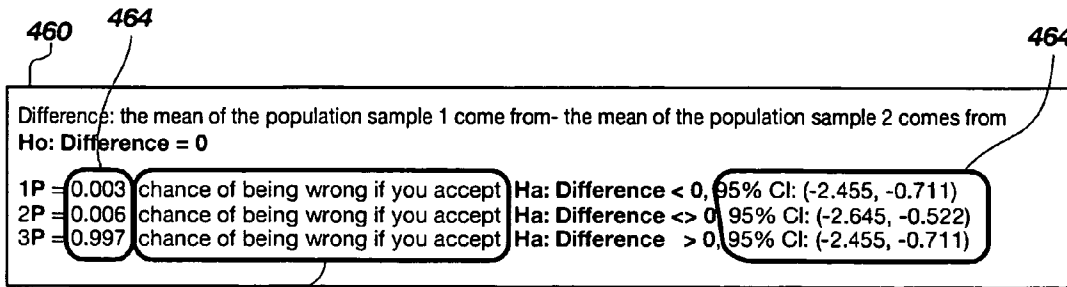 460
464
464
Difference: the mean of the population sample 1 come from- the mean of the population sample 2 comes from
Ho: Difference = 0
1P = 0.003 chance of being wrong if you accept Ha: Difference < 0, 95% CI: (-2.455, -0.711)
2P = 0.006 chance of being wrong if you accept Ha: Difference <> 0 95% CI: (-2.645, -0.522)
3P = 0.997 chance of being wrong if you accept Ha: Difference > 0, 95% CI: (-2.455, -0.711)